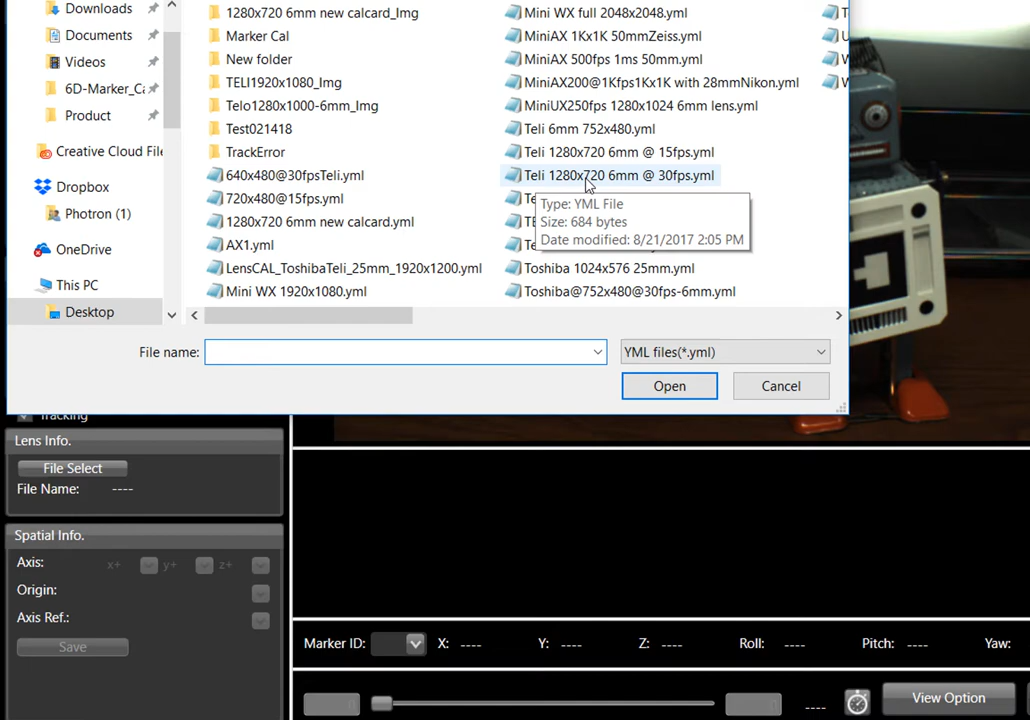 Downloads
Documents
Videos
6D-Marker_Ca
Product
Creative Cloud File
Dropbox
Photron (1)
OneDrive
This PC
Desktop
1280x720 6mm new calcard_Img
Marker Cal
New folder
TELI1920x1080_Img
Telo1280x1000-6mm_Img
Test021418
TrackError
640x480@30fpsTeli.yml
720x480@15fps.yml
1280x720 6mm new calcard.yml
AX1.yml
LensCAL_ToshibaTeli_25mm_1920x1200.yml
Mini WX 1920x1080.yml
Mini WX full 2048x2048.yml
MiniAX 1Kx1K 50mmZeiss.yml
MiniAX 500fps 1ms 50mm.yml
MiniAX200@1Kfps1Kx1K with 28mmNikon.yml
MiniUX250fps 1280x1024 6mm lens.yml
Teli 6mm 752x480.yml
Teli 1280x720 6mm @ 15fps.yml
Teli 1280x720 6mm @ 30fps.yml
Type: YML File
Size: 684 bytes
Date modified: 8/21/2017 2:05 PM
Toshiba 1024x576 25mm.yml
Toshiba@752x480@30fps-6mm.yml
File name:
YML files(*.yml)
Open
Cancel
Tracking
Lens Info.
File Select
File Name: ----
Spatial Info.
Axis: x+ y+ z+
Origin:
Axis Ref.:
Save
Marker ID: X: ---- Y: ---- Z: ---- Roll: ---- Pitch: ---- Yaw:
---- View Option